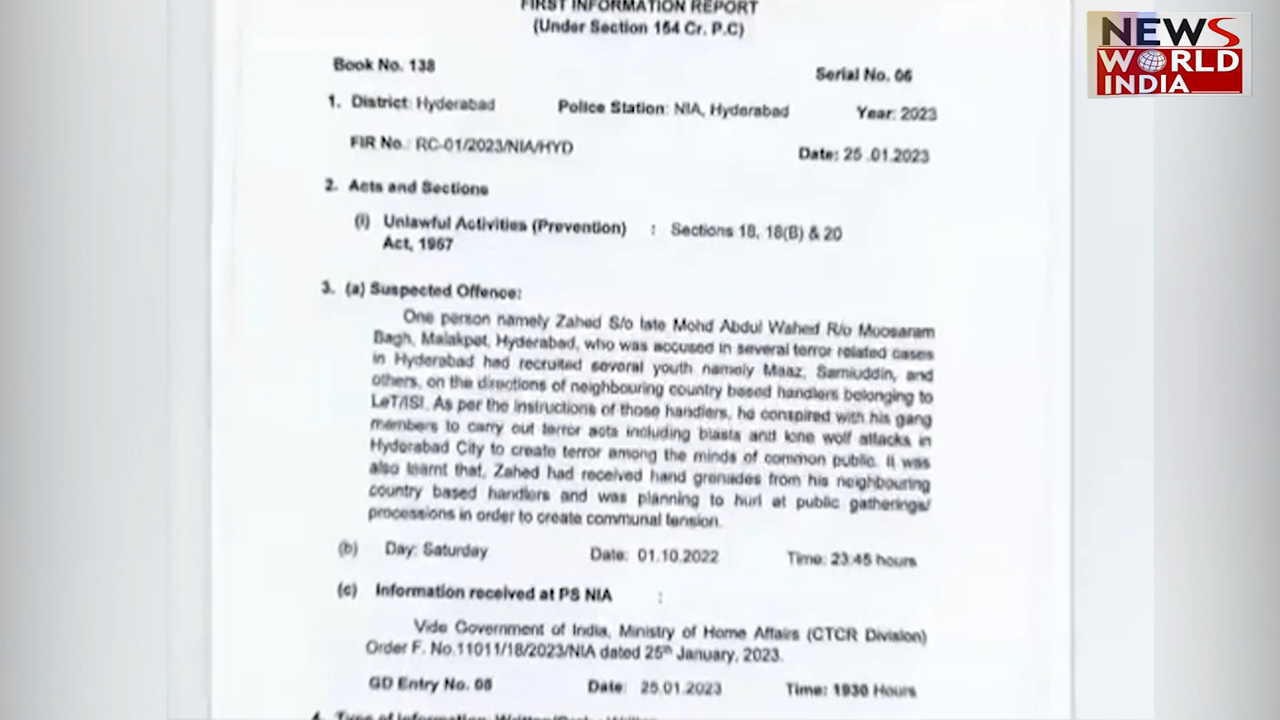 FIRST INFORMATION REPORT
(Under Section 154 Cr. P.C)
NEWS
WORLD
INDIA
Book No. 138
Serial No. 06
1. District: Hyderabad Police Station: NIA, Hyderabad Year: 2023
FIR No.: RC-01/2023/NIA/HYD
Date: 25 .01.2023
2. Acts and Sections
(i) Unlawful Activities (Prevention) : Sections 18, 18(B) & 20
Act, 1967
3. (a) Suspected Offence:
One person namely Zahed S/o late Mohd Abdul Wahed R/o Moosaram
Bagh, Malakpet, Hyderabad, who was accused in several terror related cases
in Hyderabad had recruited several youth namely Maaz, Samiuddin, and
others, on the directions of neighbouring country based handlers belonging to
LeT/ISI. As per the instructions of those handlers, he conspired with his gang
members to carry out terror acts including blasts and lone wolf attacks in
Hyderabad City to create terror among the minds of common public. It was
also learnt that, Zahed had received hand grenades from his neighbouring
country based handlers and was planning to hurl at public gatherings/
processions in order to create communal tension.
(b) Day: Saturday Date: 01.10.2022 Time: 23:45 hours
(c) Information received at PS NIA :
Vide Government of India, Ministry of Home Affairs (CTCR Division)
Order F. No.11011/18/2023/NIA dated 25th January, 2023.
GD Entry No. 08 Date: 25.01.2023 Time: 1930 Hours
4. Type of Information: